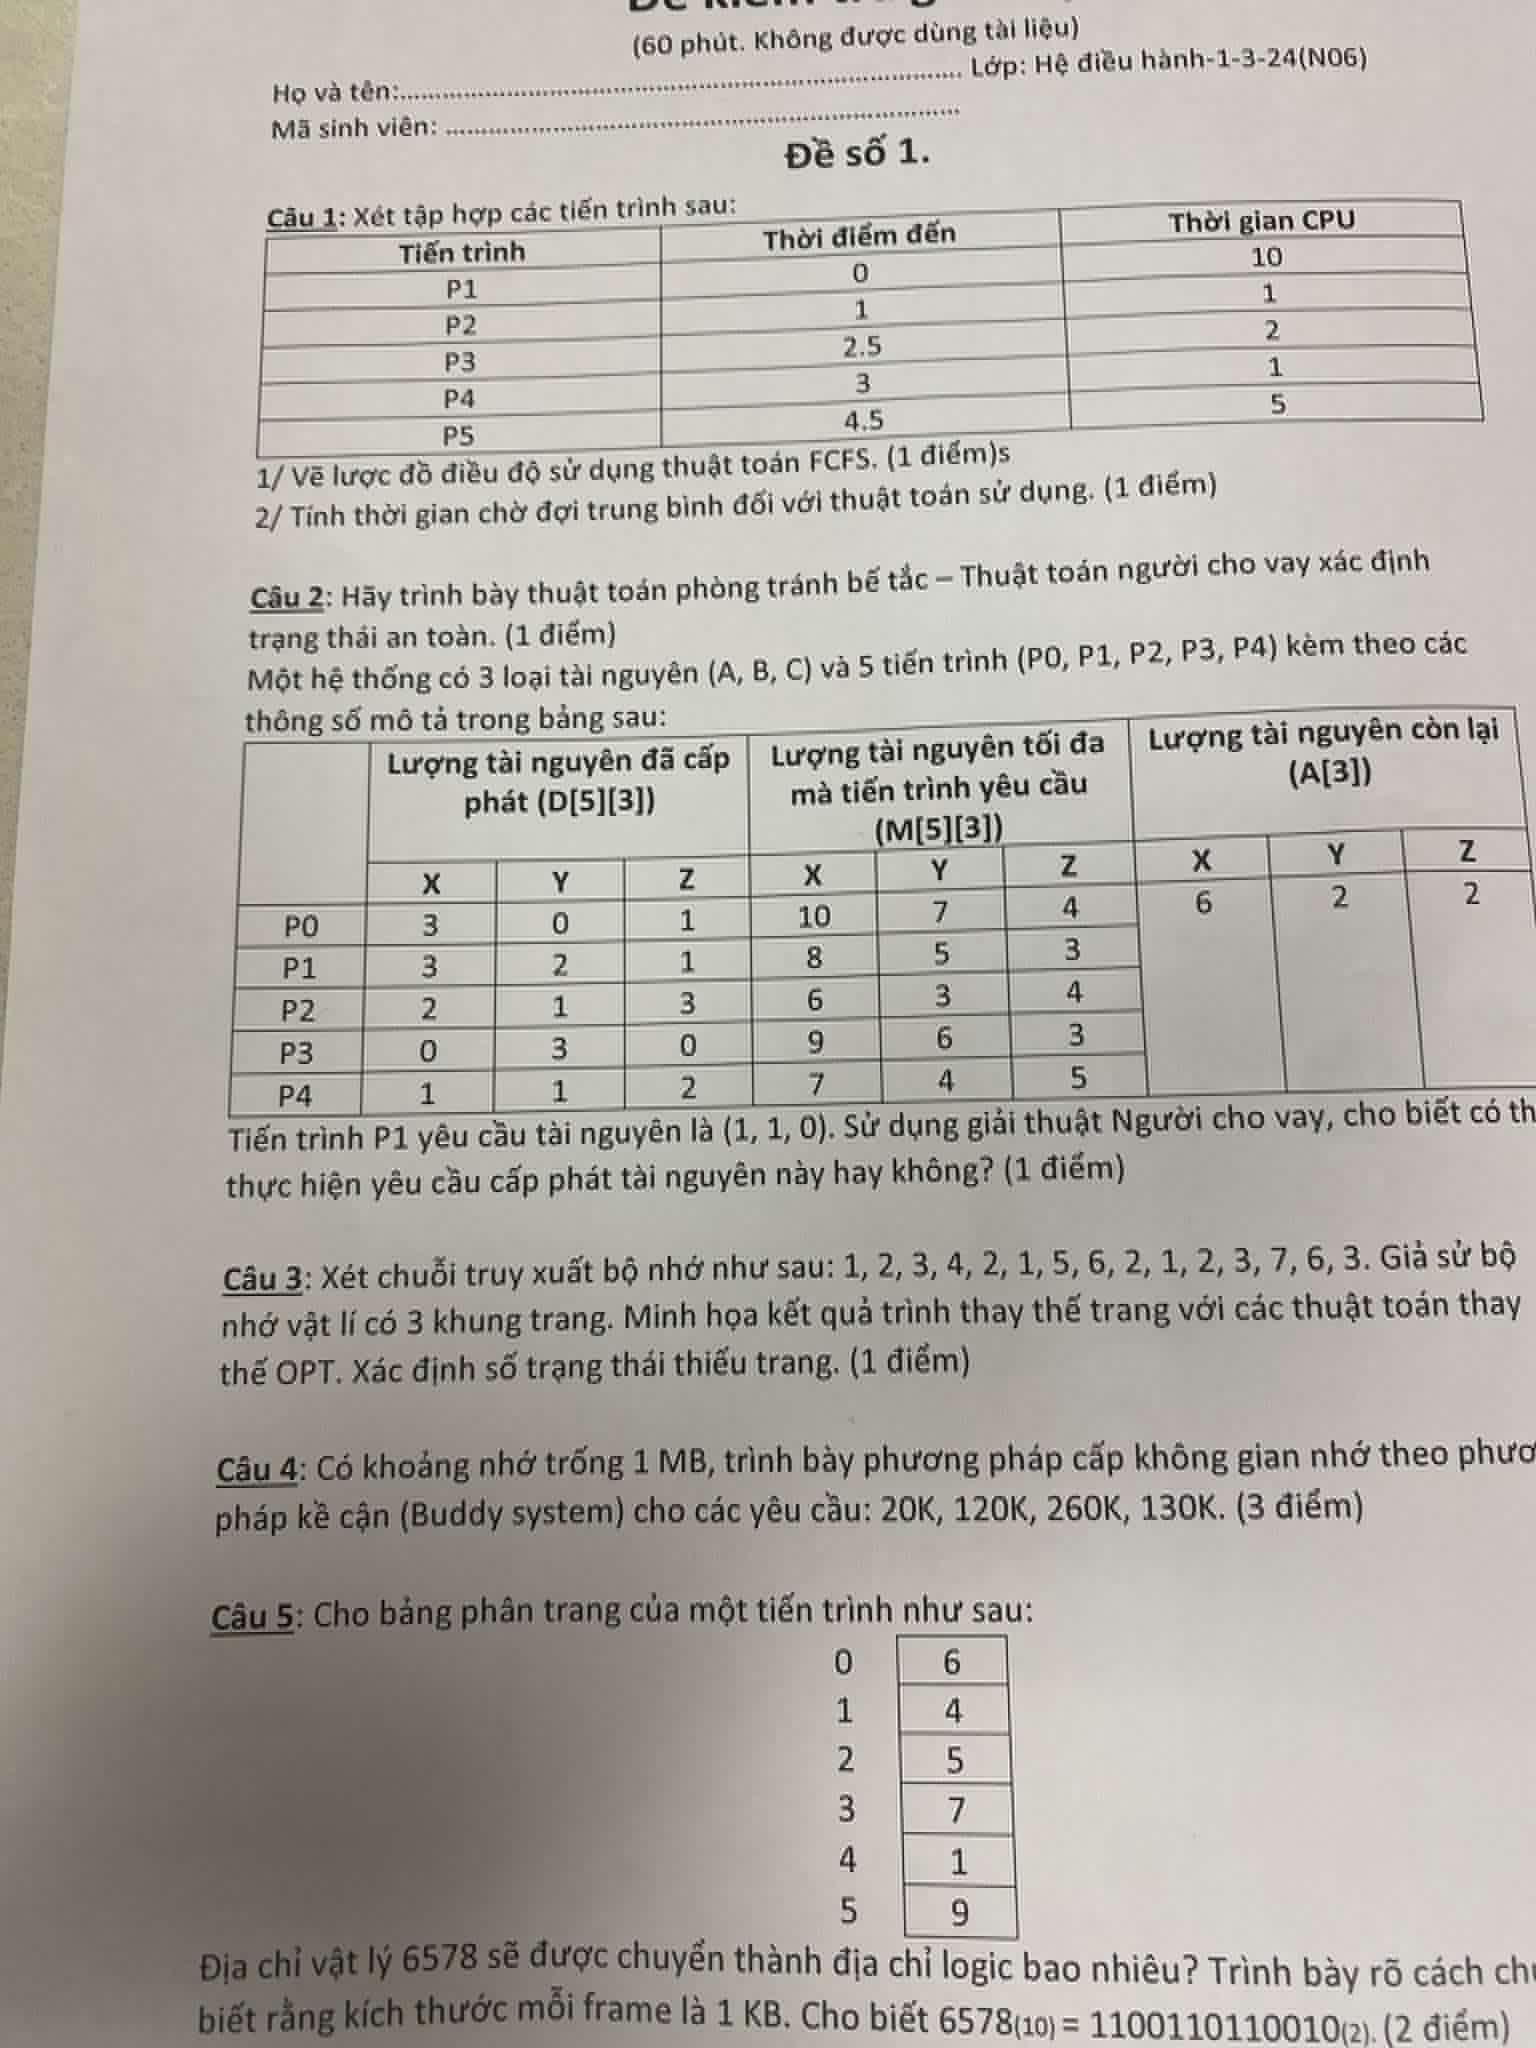 (60 phút. Không được dùng tài liệu)
Họ và tên:........................ Lớp: Hệ điều hành-1-3-24(N06)
Mã sinh viên: ........................
Đề số 1.
Câu 1: Xét tập hợp các tiến trình sau:
Tiến trình Thời điểm đến Thời gian CPU
P1 0 10
P2 1 1
P3 2.5 2
P4 3 1
P5 4.5 5
1/ Vẽ lược đồ điều độ sử dụng thuật toán FCFS. (1 điểm)s
2/ Tính thời gian chờ đợi trung bình đối với thuật toán sử dụng. (1 điểm)
Câu 2: Hãy trình bày thuật toán phòng tránh bế tắc – Thuật toán người cho vay xác định
trạng thái an toàn. (1 điểm)
Một hệ thống có 3 loại tài nguyên (A, B, C) và 5 tiến trình (P0, P1, P2, P3, P4) kèm theo các
thông số mô tả trong bảng sau:
Lượng tài nguyên đã cấp phát (D[5][3]) Lượng tài nguyên tối đa mà tiến trình yêu cầu (M[5][3]) Lượng tài nguyên còn lại (A[3])
X Y Z X Y Z X Y Z
P0 3 0 1 10 7 4 6 2 2
P1 3 2 1 8 5 3
P2 2 1 3 6 3 4
P3 0 3 0 9 6 3
P4 1 1 2 7 4 5
Tiến trình P1 yêu cầu tài nguyên là (1, 1, 0). Sử dụng giải thuật Người cho vay, cho biết có
thực hiện yêu cầu cấp phát tài nguyên này hay không? (1 điểm)
Câu 3: Xét chuỗi truy xuất bộ nhớ như sau: 1, 2, 3, 4, 2, 1, 5, 6, 2, 1, 2, 3, 7, 6, 3. Giả sử bộ
nhớ vật lí có 3 khung trang. Minh họa kết quả trình thay thế trang với các thuật toán thay
thế OPT. Xác định số trạng thái thiếu trang. (1 điểm)
Câu 4: Có khoảng nhớ trống 1 MB, trình bày phương pháp cấp không gian nhớ theo
pháp kề cận (Buddy system) cho các yêu cầu: 20K, 120K, 260K, 130K. (3 điểm)
Câu 5: Cho bảng phân trang của một tiến trình như sau:
0 6
1 4
2 5
3 7
4 1
5 9
Địa chỉ vật lý 6578 sẽ được chuyển thành địa chỉ logic bao nhiêu? Trình bày rõ cách
biết rằng kích thước mỗi frame là 1 KB. Cho biết 6578(10) = 1100110110010(2). (2 điểm)